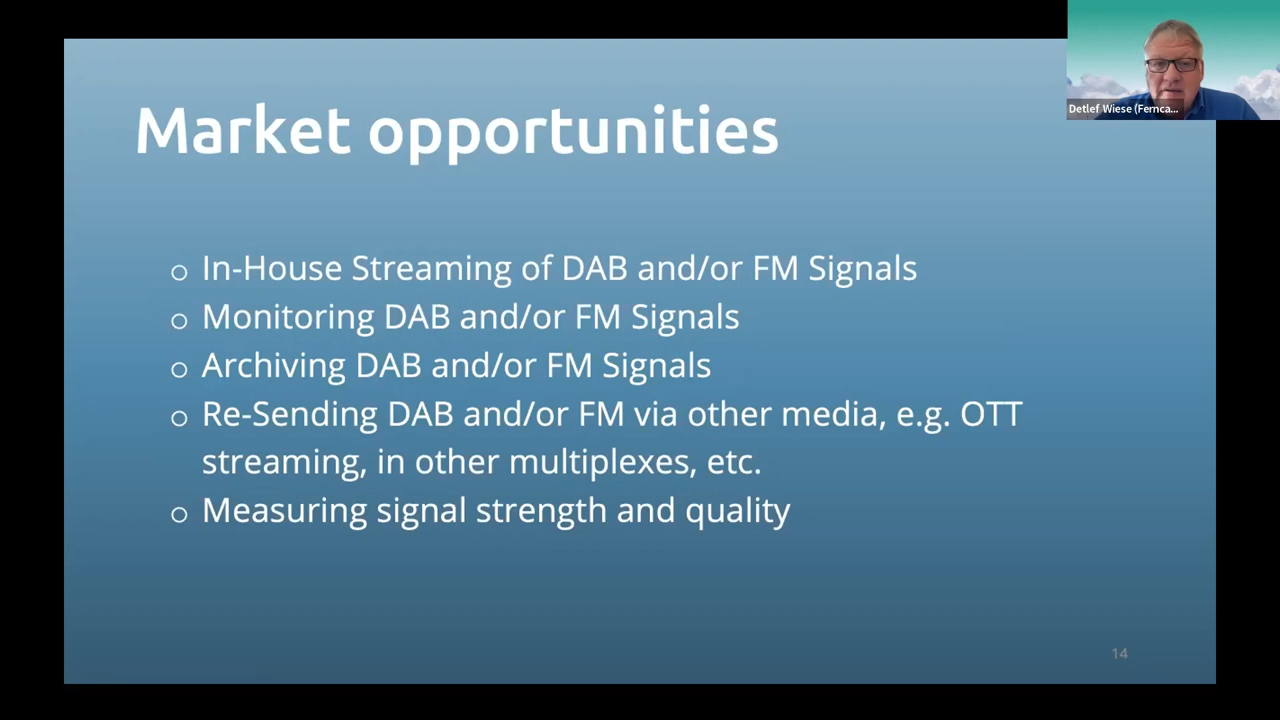 Market opportunities
Detlef Wiese (Fernca...
o In-House Streaming of DAB and/or FM Signals
o Monitoring DAB and/or FM Signals
o Archiving DAB and/or FM Signals
o Re-Sending DAB and/or FM via other media, e.g. OTT
streaming, in other multiplexes, etc.
o Measuring signal strength and quality
14